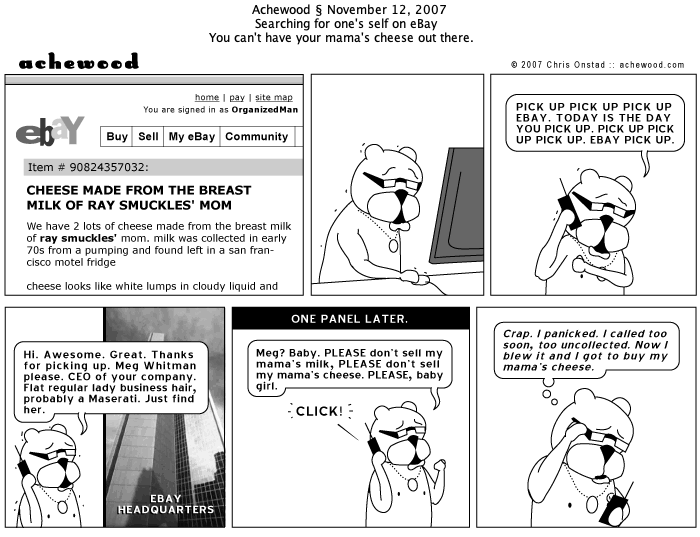 Achewood § November 12, 2007
Searching for one's self on eBay
You can't have your mama's cheese out there.
achewood
© 2007 Chris Onstad :: achewood.com
home | pay | site map
You are signed in as OrganizedMan
ebaY
Buy Sell My eBay Community
Item # 90824357032:
CHEESE MADE FROM THE BREAST
MILK OF RAY SMUCKLES' MOM
We have 2 lots of cheese made from the breast milk
of ray smuckles' mom. milk was collected in early
70s from a pumping and found left in a san fran-
cisco motel fridge
cheese looks like white lumps in cloudy liquid and
PICK UP PICK UP PICK UP
EBAY. TODAY IS THE DAY
YOU PICK UP. PICK UP PICK
UP PICK UP. EBAY PICK UP.
Hi. Awesome. Great. Thanks
for picking up. Meg Whitman
please. CEO of your company.
Flat regular lady business hair,
probably a Maserati. Just find
her.
EBAY
HEADQUARTERS
ONE PANEL LATER.
Meg? Baby. PLEASE don't sell my
mama's milk, PLEASE don't sell
my mama's cheese. PLEASE, baby
girl.
CLICK!
Crap. I panicked. I called too
soon, too uncollected. Now I
blew it and I got to buy my
mama's cheese.